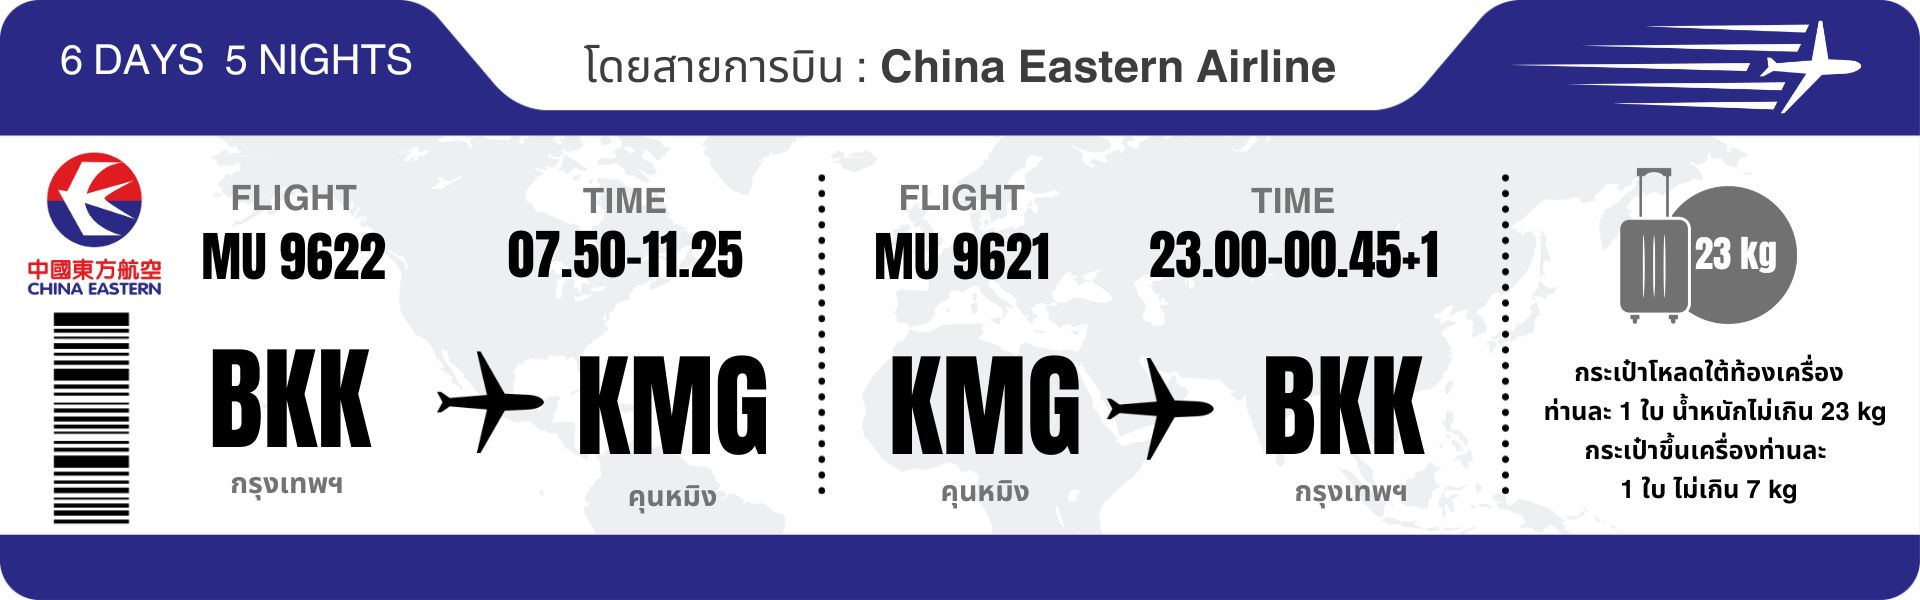 6 DAYS 5 NIGHTS
โดยสายการบิน : China Eastern Airline
中國東方航空
CHINA EASTERN
FLIGHT
MU 9622
TIME
07.50-11.25
BKK
กรุงเทพฯ
KMG
คุนหมิง
FLIGHT
MU 9621
TIME
23.00-00.45+1
KMG
คุนหมิง
BKK
กรุงเทพฯ
23 kg
กระเป๋าโหลดใต้ท้องเครื่อง
ท่านละ 1 ใบ น้ำหนักไม่เกิน 23 kg
กระเป๋าขึ้นเครื่องท่านละ
1 ใบ ไม่เกิน 7 kg